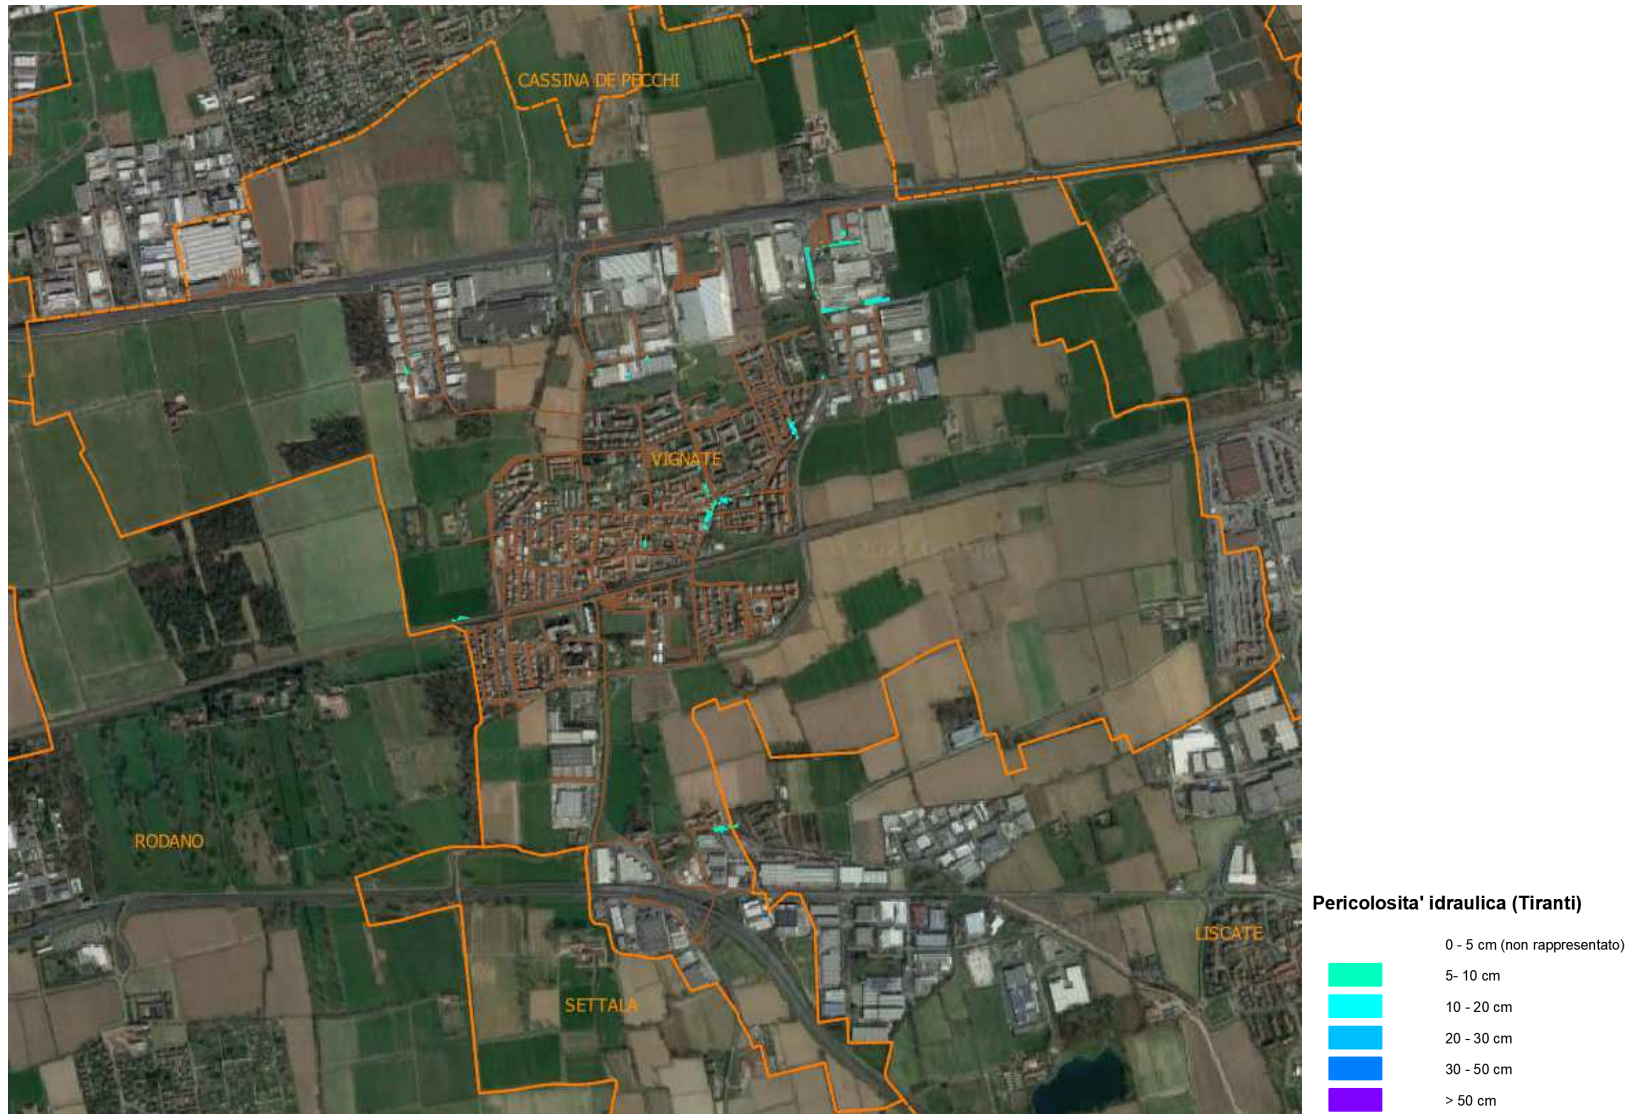 CASSINA DE PECCHI
VIGNATE
RODANO
LISCATE
SETTALA
Pericolosita' idraulica (Tiranti)
0 - 5 cm (non rappresentato)
5- 10 cm
10 - 20 cm
20 - 30 cm
30 - 50 cm
> 50 cm